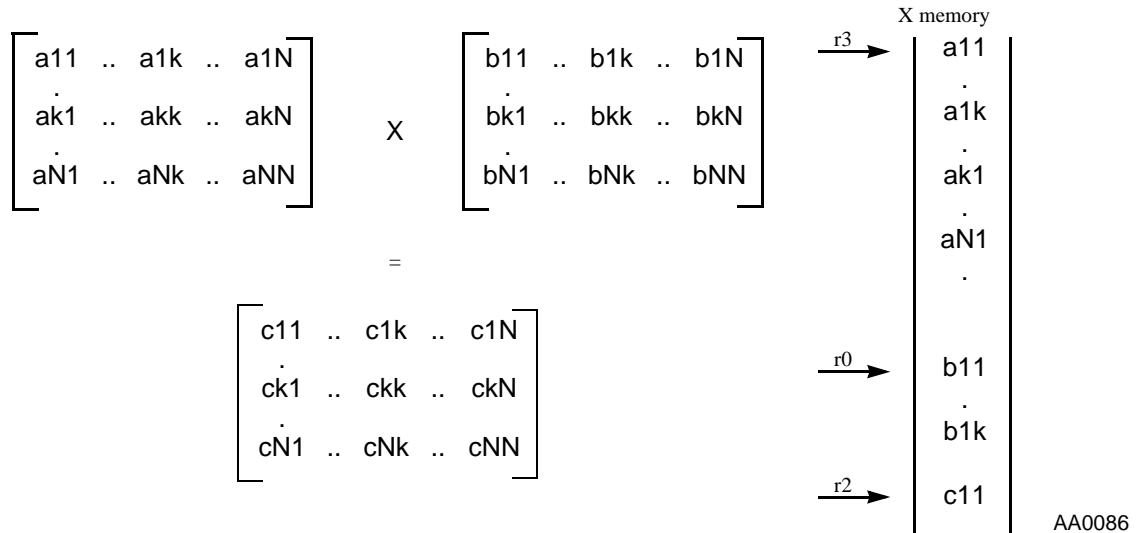 a11 .. a1k .. a1N
.
ak1 .. akk .. akN
.
aN1 .. aNk .. aNN
X
b11 .. b1k .. b1N
.
bk1 .. bkk .. bkN
.
bN1 .. bNk .. bNN
=
c11 .. c1k .. c1N
.
ck1 .. ckk .. ckN
.
cN1 .. cNk .. cNN
X memory
r3 a11
.
a1k
.
ak1
.
aN1
.
r0 b11
.
b1k
r2 c11
AA0086